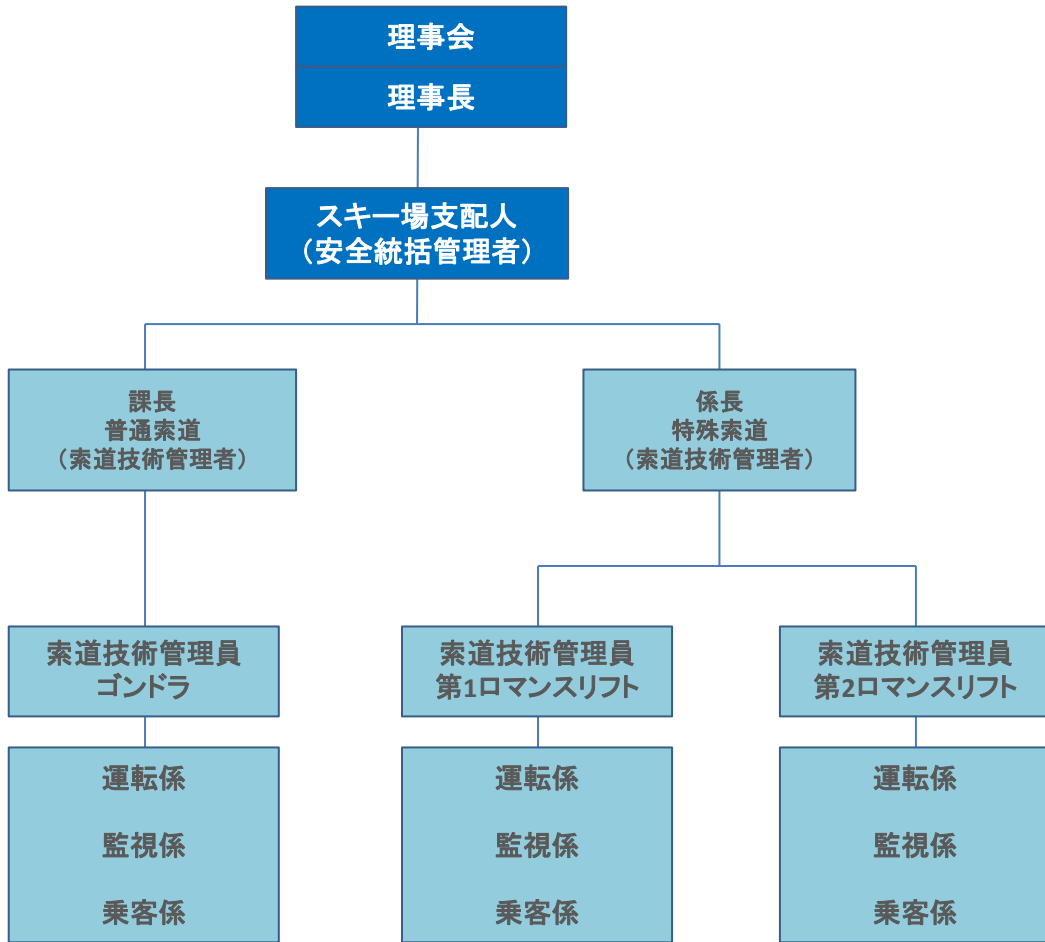 理事会
理事長
スキー場支配人
（安全統括管理者）
課長
普通索道
（索道技術管理者）
係長
特殊索道
（索道技術管理者）
索道技術管理員
ゴンドラ
索道技術管理員
第1ロマンスリフト
索道技術管理員
第2ロマンスリフト
運転係
監視係
乗客係
運転係
監視係
乗客係
運転係
監視係
乗客係